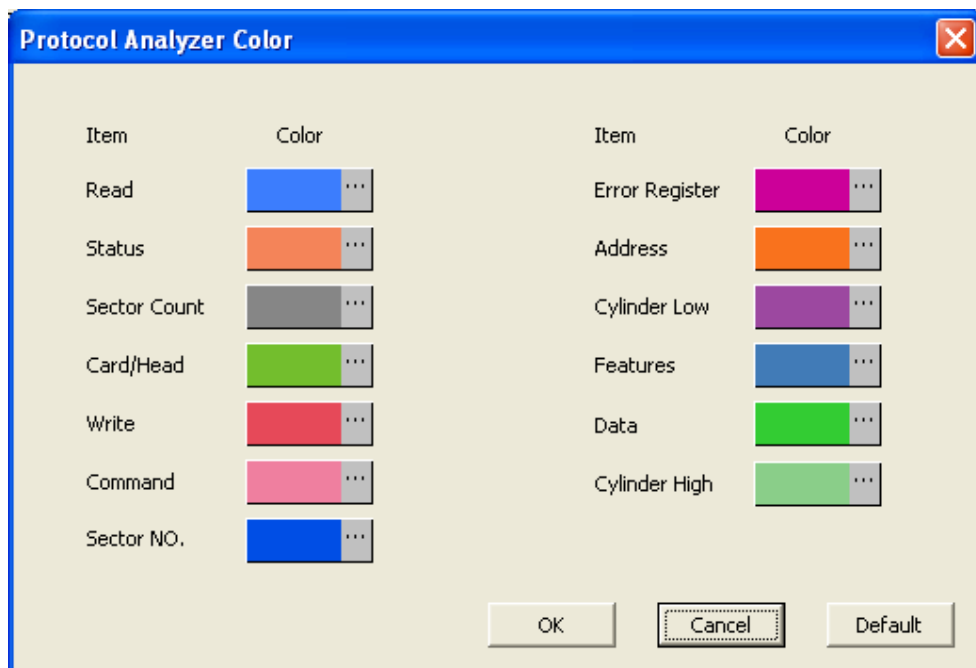 Protocol Analyzer Color
Item Color Item Color
Read ... Error Register ...
Status ... Address ...
Sector Count ... Cylinder Low ...
Card/Head ... Features ...
Write ... Data ...
Command ... Cylinder High ...
Sector NO. ...
OK Cancel Default